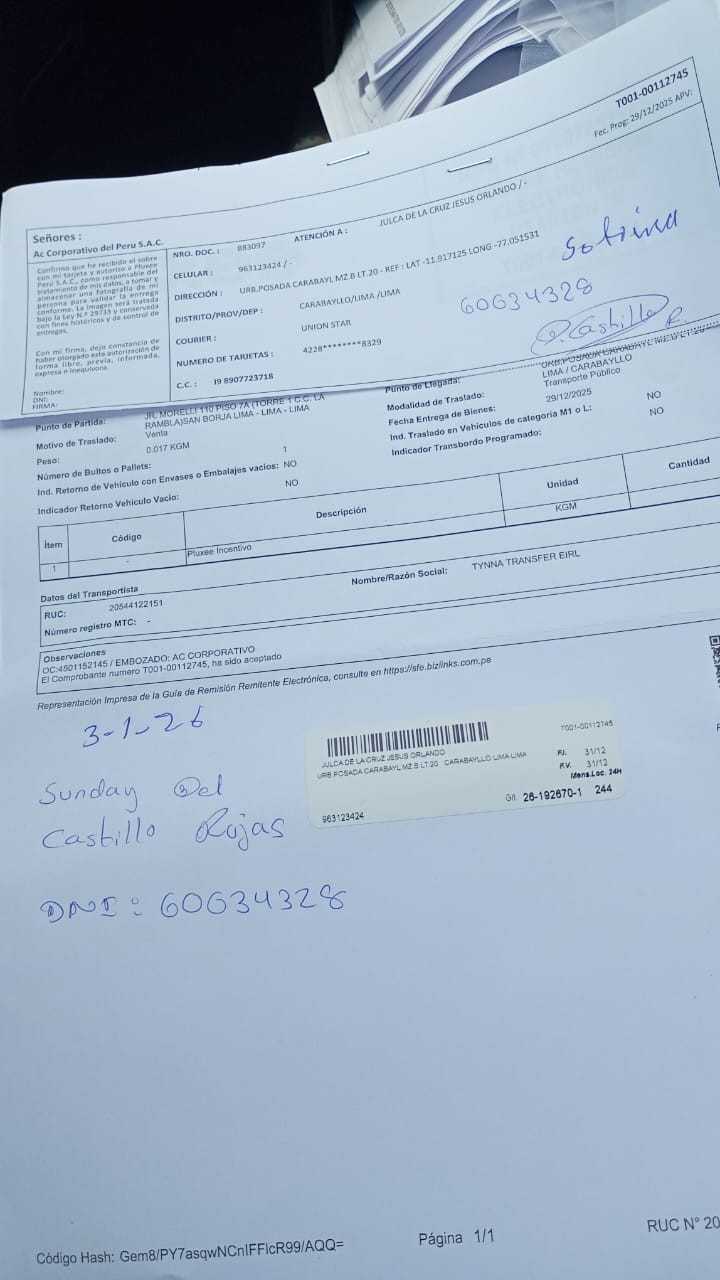 T001-00112745
Fec. Prog: 29/12/2025 APV:
Señores :
Ac Corporativo del Peru S.A.C.
Confirmo que he recibido el sobre
con mi tarjeta y autorizo a Pluxee
Perú S.A.C., como responsable del
tratamiento de mis datos, a tomar y
almacenar una fotografía de mi
persona para validar la entrega
conforme. La imagen será tratada
bajo la Ley N.º 29733 y conservada
con fines históricos y de control de
entregas.
Con mi firma, dejo constancia de
haber otorgado esta autorización de
forma libre, previa, informada,
expresa e inequívoca.
Nombre:
DNI:
FIRMA:
NRO. DOC. : 883097 ATENCIÓN A : JULCA DE LA CRUZ JESUS ORLANDO / -
CELULAR : 963123424 / -
DIRECCIÓN : URB.POSADA CARABAYL MZ.B LT.20 - REF : LAT -11.917125 LONG -77.051531
DISTRITO/PROV/DEP : CARABAYLLO/LIMA /LIMA
COURIER : UNION STAR
NUMERO DE TARJETAS : 4228********8329
C.C. : I9 8907723718
Sobrina
60634328
Castillo R.
Punto de Partida: JR. MORELLI 110 PISO 7A (TORRE 1 C.C. LA
RAMBLA)SAN BORJA LIMA - LIMA - LIMA
Motivo de Traslado: Venta
Peso: 0.017 KGM
Número de Bultos o Pallets: 1
Ind. Retorno de Vehículo con Envases o Embalajes vacios: NO
Indicador Retorno Vehículo Vacio: NO
Punto de Llegada: URB.POSADA CARABAYL MZ.B LT.20
LIMA / CARABAYLLO
Modalidad de Traslado: Transporte Público
Fecha Entrega de Bienes: 29/12/2025
Ind. Traslado en Vehículos de categoría M1 o L: NO
Indicador Transbordo Programado: NO
Ítem Código Descripción Unidad Cantidad
1 - Pluxee Incentivo KGM
Datos del Transportista
RUC: 20544122151 Nombre/Razón Social: TYNNA TRANSFER EIRL
Número registro MTC: -
Observaciones
OC:4501152145 / EMBOZADO: AC CORPORATIVO
El Comprobante numero T001-00112745, ha sido aceptado
Representación Impresa de la Guía de Remisión Remitente Electrónica, consulte en https://sfe.bizlinks.com.pe
3-1-26
T001-00112745
JULCA DE LA CRUZ JESUS ORLANDO
URB.POSADA CARABAYL MZ.B LT.20 CARABAYLLO LIMA LIMA
F.I. 31/12
F.V. 31/12
Mens.Loc. 24H
963123424 G/I. 26-192670-1 244
Sunday Del
Castillo Rojas
DNI : 60634328
Código Hash: Gem8/PY7asqwNCnIFFlcR99/AQQ=
Página 1/1
RUC N° 20